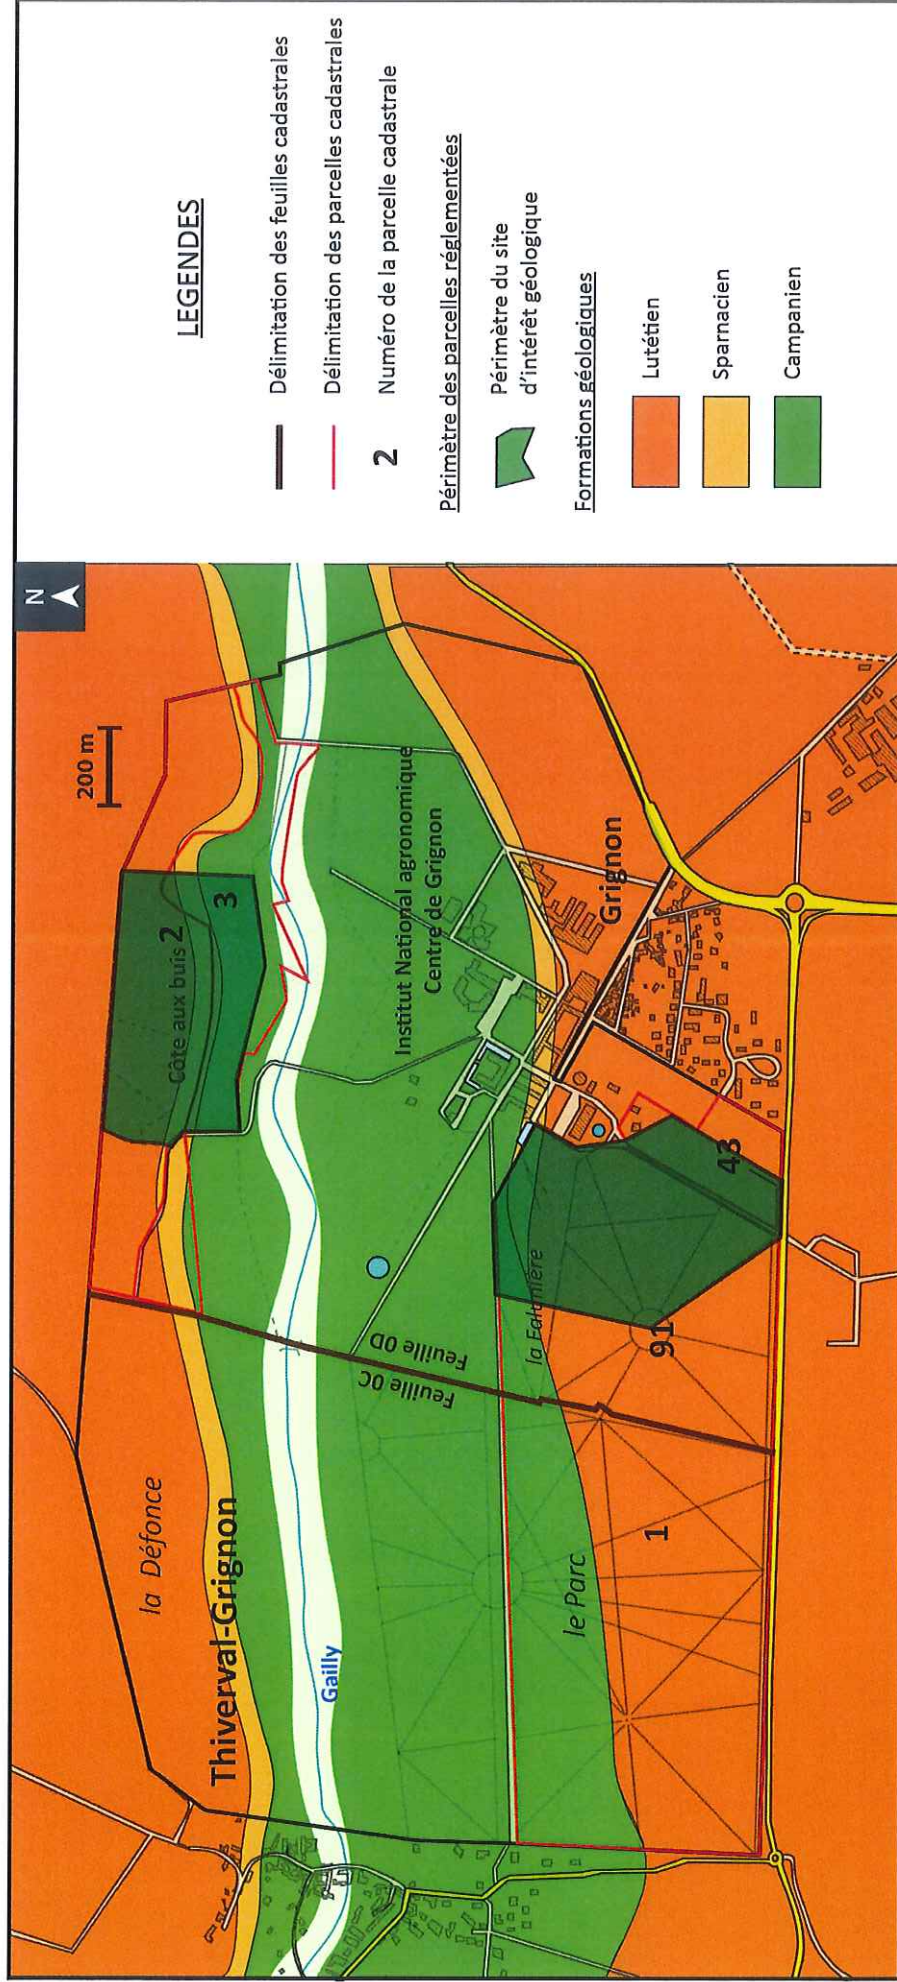 N
200 m
la Défonce
Thiverval-Grignon
Côte aux buis
2
3
Gailly
Feuille 0C
Feuille 0D
Institut National agronomique
Centre de Grignon
la Falunière
le Parc
1
91
43
Grignon
LEGENDES
Délimitation des feuilles cadastrales
Délimitation des parcelles cadastrales
2
Numéro de la parcelle cadastrale
Périmètre des parcelles réglementées
Périmètre du site
d'intérêt géologique
Formations géologiques
Lutétien
Sparnacien
Campanien